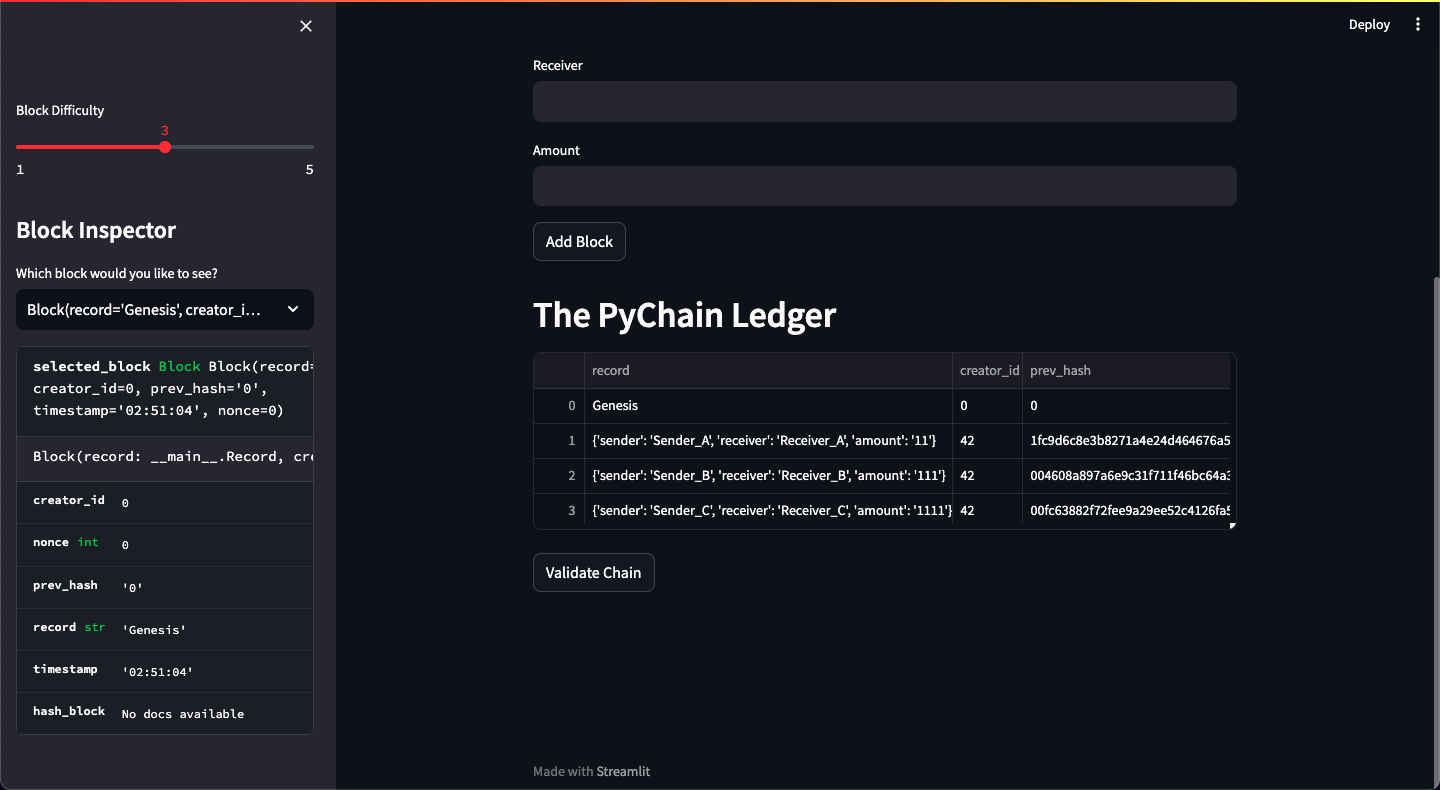 Deploy
Block Difficulty
3
1 5
Block Inspector
Which block would you like to see?
Block(record='Genesis', creator_i...
selected_block Block Block(record=
creator_id=0, prev_hash='0',
timestamp='02:51:04', nonce=0)
Block(record: __main__.Record, cre
creator_id 0
nonce int 0
prev_hash '0'
record str 'Genesis'
timestamp '02:51:04'
hash_block No docs available
Receiver
Amount
Add Block
The PyChain Ledger
record creator_id prev_hash
0 Genesis 0 0
1 {'sender': 'Sender_A', 'receiver': 'Receiver_A', 'amount': '11'} 42 1fc9d6c8e3b8271a4e24d464676a5
2 {'sender': 'Sender_B', 'receiver': 'Receiver_B', 'amount': '111'} 42 004608a897a6e9c31f711f46bc64a3
3 {'sender': 'Sender_C', 'receiver': 'Receiver_C', 'amount': '1111'} 42 00fc63882f72fee9a29ee52c4126fa5
Validate Chain
Made with Streamlit